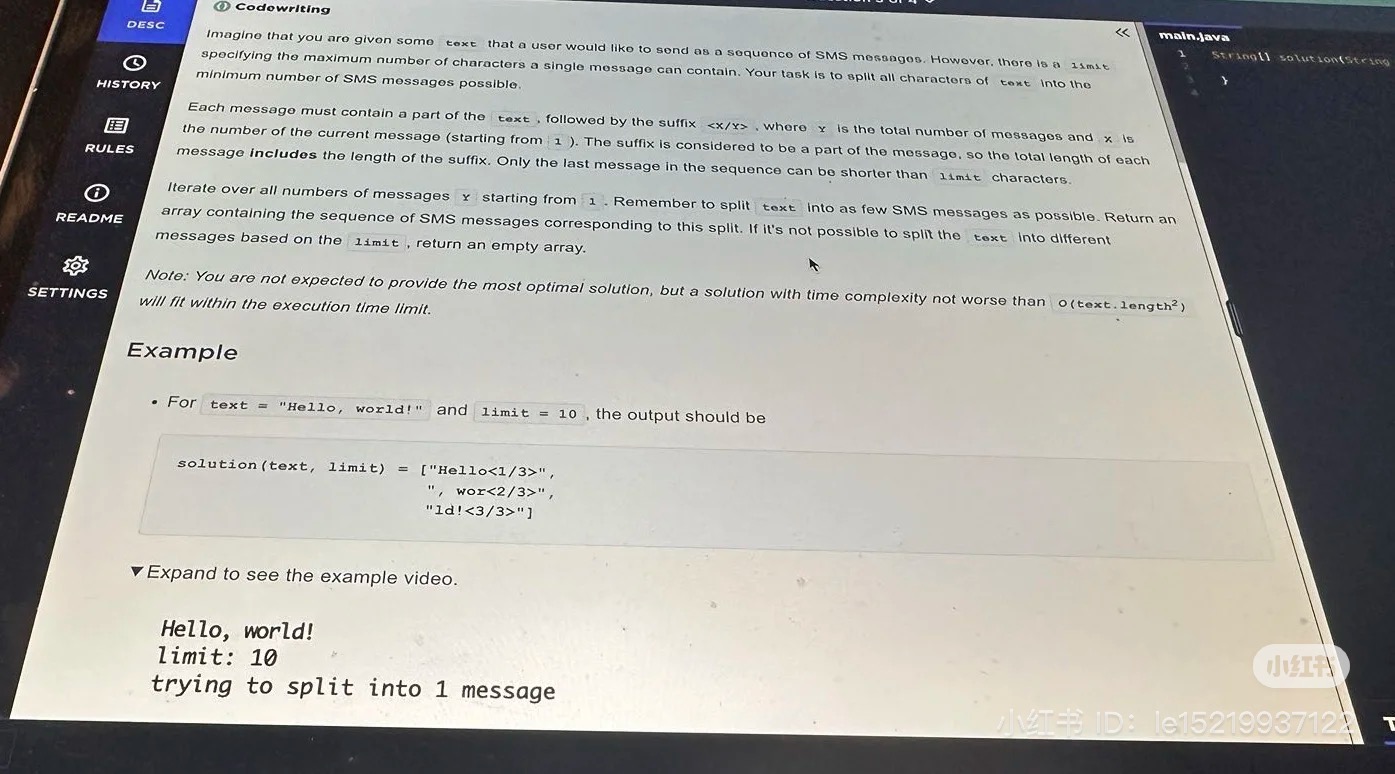 DESC
HISTORY
RULES
README
SETTINGS
Codewriting
Imagine that you are given some text that a user would like to send as a sequence of SMS messages. However, there is a limit
specifying the maximum number of characters a single message can contain. Your task is to split all characters of text into the
minimum number of SMS messages possible.
Each message must contain a part of the text, followed by the suffix <X/Y>, where Y is the total number of messages and X is
the number of the current message (starting from 1). The suffix is considered to be a part of the message, so the total length of each
message includes the length of the suffix. Only the last message in the sequence can be shorter than limit characters.
Iterate over all numbers of messages Y starting from 1. Remember to split text into as few SMS messages as possible. Return an
array containing the sequence of SMS messages corresponding to this split. If it's not possible to split the text into different
messages based on the limit, return an empty array.
Note: You are not expected to provide the most optimal solution, but a solution with time complexity not worse than O(text.length²)
will fit within the execution time limit.
Example
• For text = "Hello, world!" and limit = 10, the output should be
solution(text, limit) = ["Hello<1/3>",
", wor<2/3>",
"ld!<3/3>"]
▼Expand to see the example video.
Hello, world!
limit: 10
trying to split into 1 message
<<
main.java
1 String[] solution(String
}
小红书
小红书 ID: le15219937122